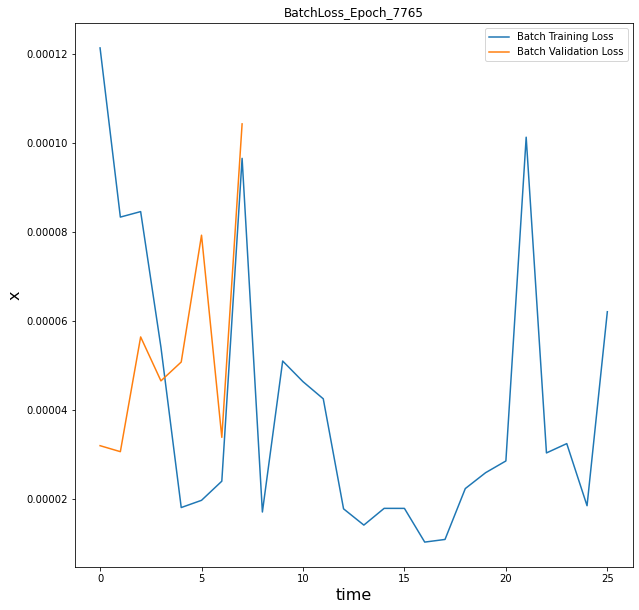 BatchLoss_Epoch_7765
Batch Training Loss
Batch Validation Loss
0.00012
0.00010
0.00008
0.00006
0.00004
0.00002
x
0 5 10 15 20 25
time